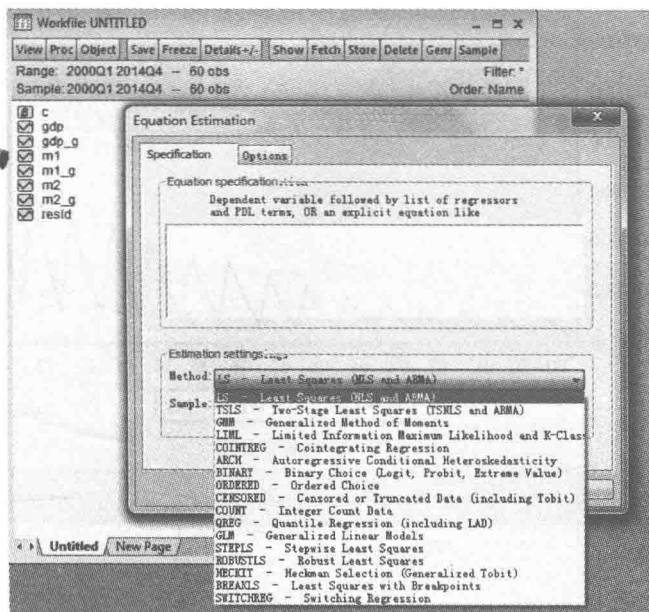 Workfile: UNTITLED
View Proc Object Save Freeze Details+/- Show Fetch Store Delete Genr Sample
Range: 2000Q1 2014Q4 -- 60 obs
Filter: *
Sample: 2000Q1 2014Q4 -- 60 obs
Order: Name
c
gdp
gdp_g
m1
m1_g
m2
m2_g
resid
Equation Estimation
Specification Options
Equation specification
Dependent variable followed by list of regressors
and PDL terms, OR an explicit equation like
Estimation settings
Method: LS - Least Squares (NLS and ARMA)
Sample:
LS - Least Squares (NLS and ARMA)
TSLS - Two-Stage Least Squares (TSNLS and ARMA)
GMM - Generalized Method of Moments
LIML - Limited Information Maximum Likelihood and K-Clas
COINTREG - Cointegrating Regression
ARCH - Autoregressive Conditional Heteroskedasticity
BINARY - Binary Choice (Logit, Probit, Extreme Value)
ORDERED - Ordered Choice
CENSORED - Censored or Truncated Data (including Tobit)
COUNT - Integer Count Data
QREG - Quantile Regression (including LAD)
GLM - Generalized Linear Models
STEPLS - Stepwise Least Squares
ROBUSTLS - Robust Least Squares
HECKIT - Heckman Selection (Generalized Tobit)
BREAKLS - Least Squares with Breakpoints
SWITCHREG - Switching Regression
Untitled New Page